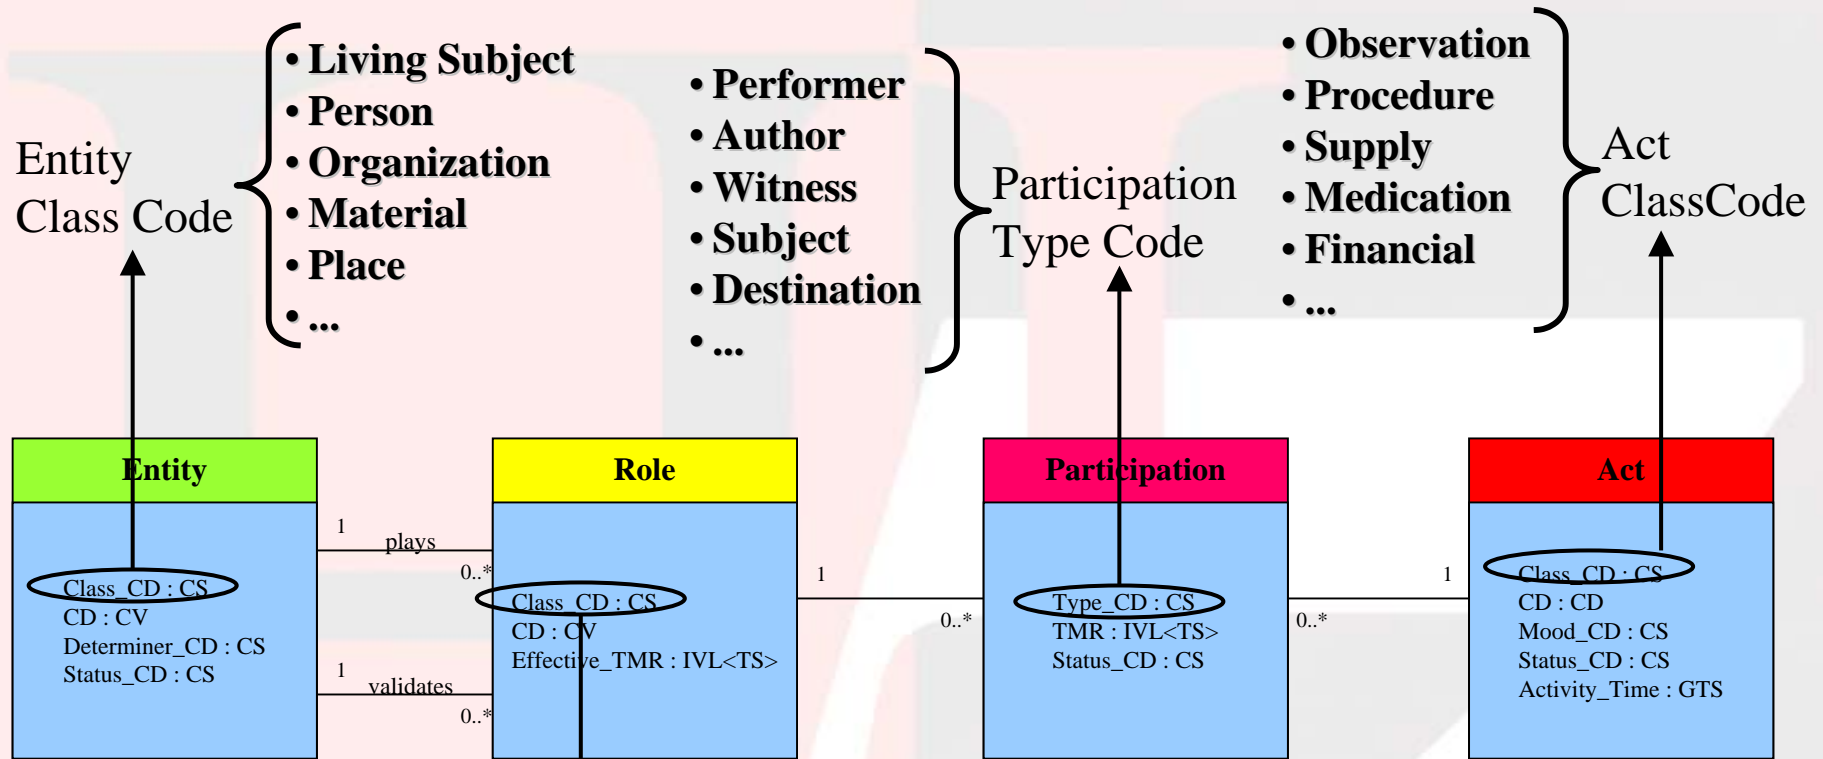 Entity
Class Code
• Living Subject
• Person
• Organization
• Material
• Place
• ...
• Performer
• Author
• Witness
• Subject
• Destination
• ...
Participation
Type Code
• Observation
• Procedure
• Supply
• Medication
• Financial
• ...
Act
ClassCode
Entity
Class_CD : CS
CD : CV
Determiner_CD : CS
Status_CD : CS
1
plays
0..*
1
validates
0..*
Role
Class_CD : CS
CD : CV
Effective_TMR : IVL<TS>
1
0..*
Participation
Type_CD : CS
TMR : IVL<TS>
Status_CD : CS
1
0..*
Act
Class_CD : CS
CD : CD
Mood_CD : CS
Status_CD : CS
Activity_Time : GTS